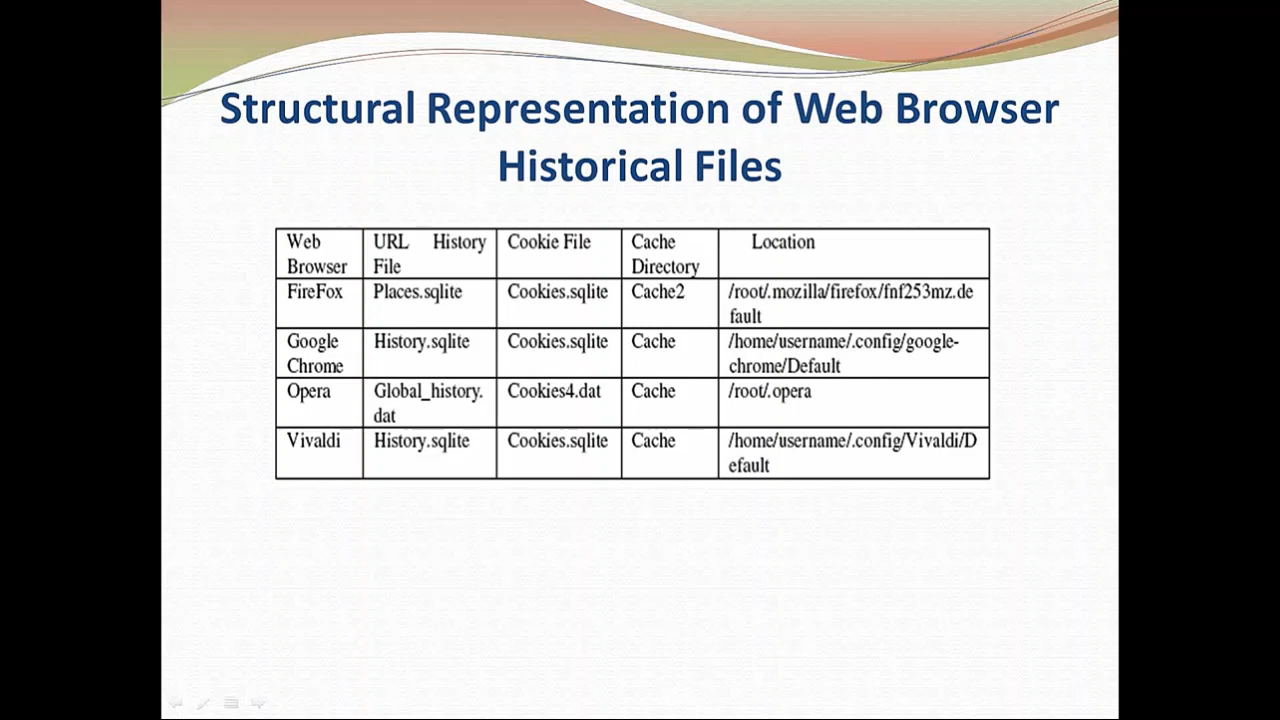 Structural Representation of Web Browser
Historical Files
Web Browser | URL History File | Cookie File | Cache Directory | Location
FireFox | Places.sqlite | Cookies.sqlite | Cache2 | /root/.mozilla/firefox/fnf253mz.default
Google Chrome | History.sqlite | Cookies.sqlite | Cache | /home/username/.config/google-chrome/Default
Opera | Global_history.dat | Cookies4.dat | Cache | /root/.opera
Vivaldi | History.sqlite | Cookies.sqlite | Cache | /home/username/.config/Vivaldi/Default